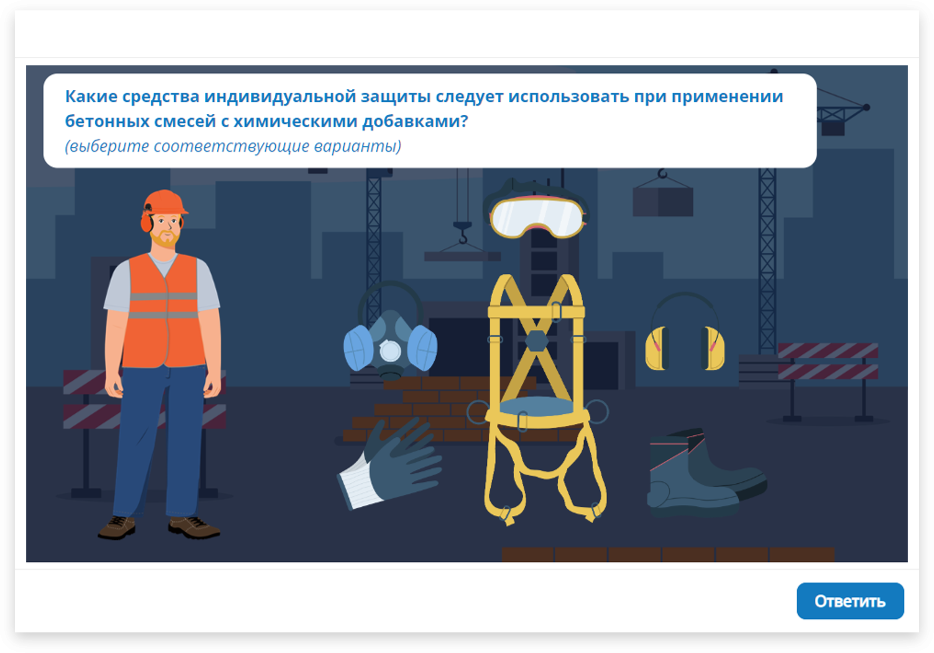 Какие средства индивидуальной защиты следует использовать при применении
бетонных смесей с химическими добавками?
(выберите соответствующие варианты)
Ответить